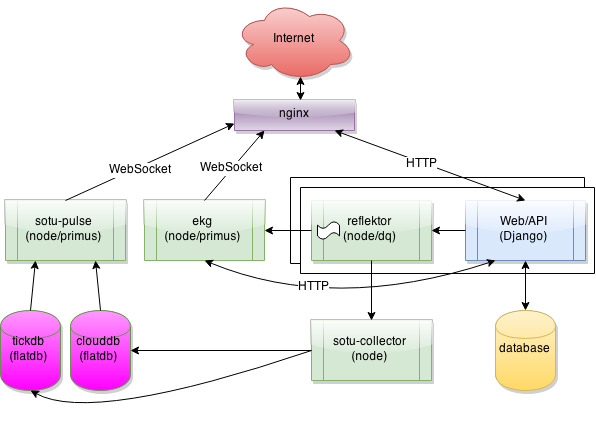 Internet
nginx
WebSocket
WebSocket
HTTP
sotu-pulse
(node/primus)
ekg
(node/primus)
reflektor
(node/dq)
Web/API
(Django)
HTTP
tickdb
(flatdb)
clouddb
(flatdb)
sotu-collector
(node)
database